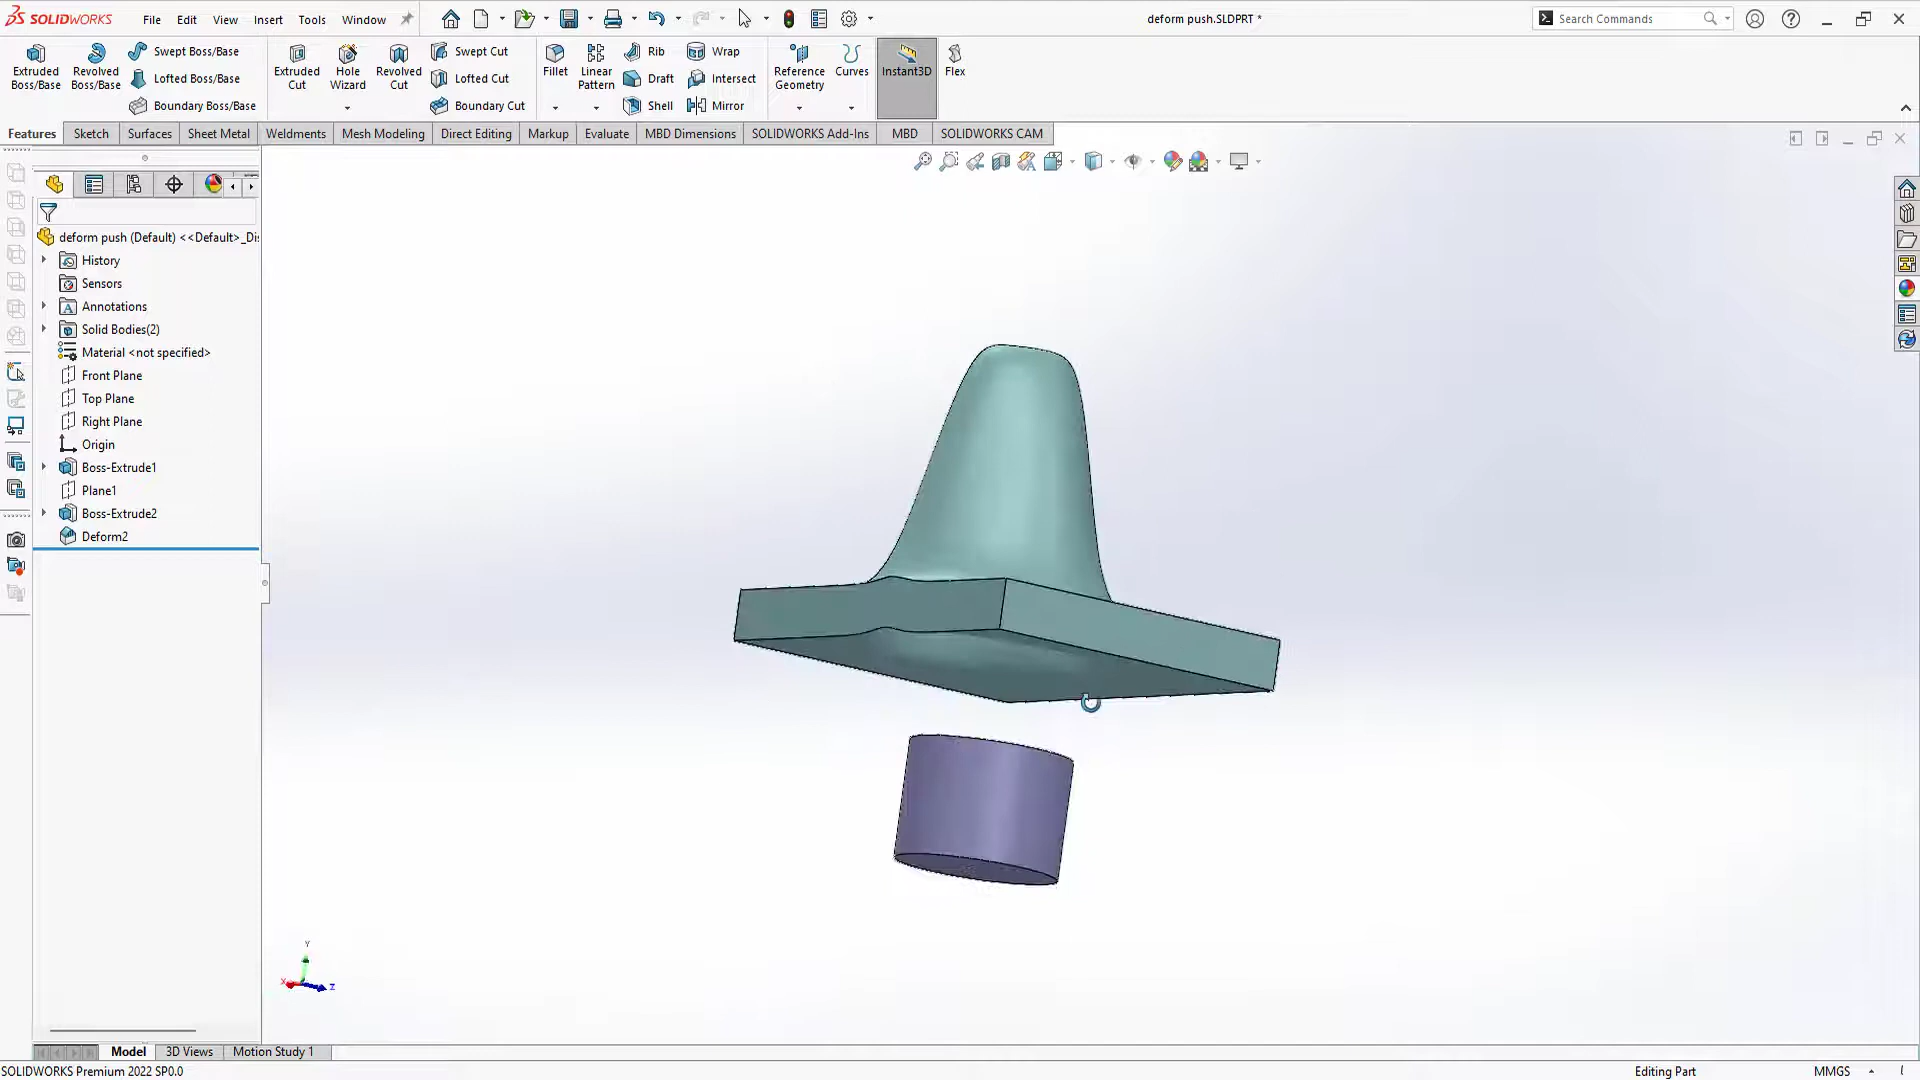 SOLIDWORKS File Edit View Insert Tools Window deform push.SLDPRT * Search Commands
Extruded Boss/Base
Revolved Boss/Base
Swept Boss/Base
Lofted Boss/Base
Boundary Boss/Base
Extruded Cut
Hole Wizard
Revolved Cut
Swept Cut
Lofted Cut
Boundary Cut
Fillet
Linear Pattern
Rib
Draft
Shell
Wrap
Intersect
Mirror
Reference Geometry
Curves
Instant3D
Flex
Features Sketch Surfaces Sheet Metal Weldments Mesh Modeling Direct Editing Markup Evaluate MBD Dimensions SOLIDWORKS Add-Ins MBD SOLIDWORKS CAM
deform push (Default) <<Default>_Di
History
Sensors
Annotations
Solid Bodies(2)
Material <not specified>
Front Plane
Top Plane
Right Plane
Origin
Boss-Extrude1
Plane1
Boss-Extrude2
Deform2
Y
X
Z
Model 3D Views Motion Study 1
SOLIDWORKS Premium 2022 SP0.0 Editing Part MMGS